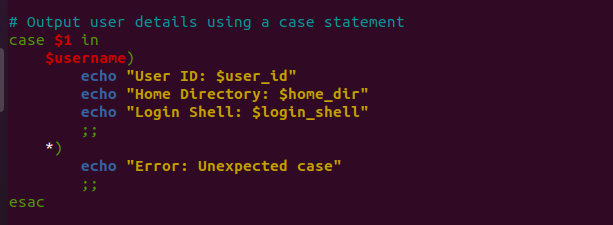 # Output user details using a case statement
case $1 in
    $username)
        echo "User ID: $user_id"
        echo "Home Directory: $home_dir"
        echo "Login Shell: $login_shell"
        ;;
    *)
        echo "Error: Unexpected case"
        ;;
esac